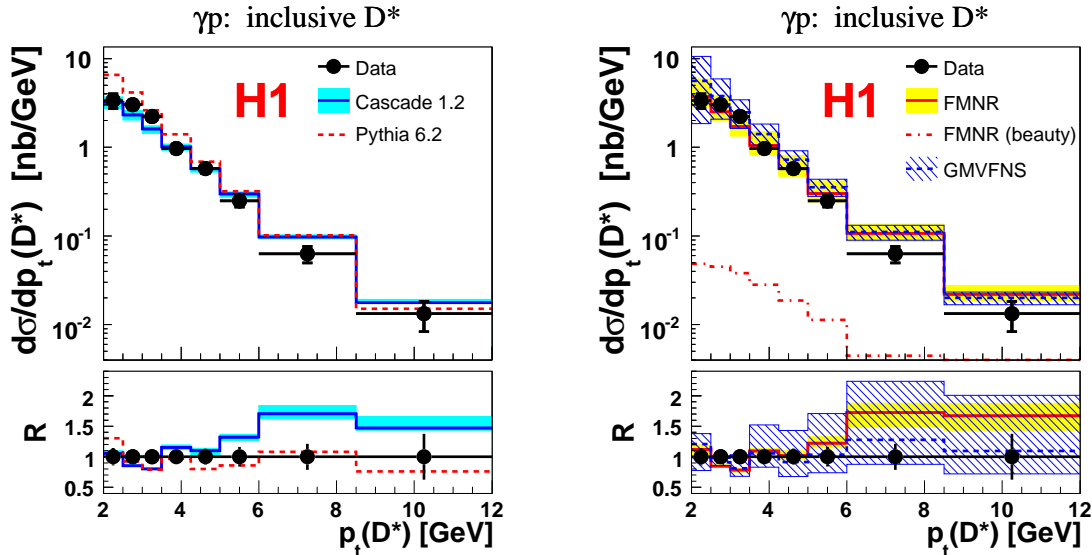 γp: inclusive D*
dσ/dp_t(D*) [nb/GeV]
10
1
10^-1
10^-2
H1
Data
Cascade 1.2
Pythia 6.2
R
2
1.5
1
0.5
2 4 6 8 10 12
p_t(D*) [GeV]
γp: inclusive D*
dσ/dp_t(D*) [nb/GeV]
10
1
10^-1
10^-2
H1
Data
FMNR
FMNR (beauty)
GMVFNS
R
2
1.5
1
0.5
2 4 6 8 10 12
p_t(D*) [GeV]